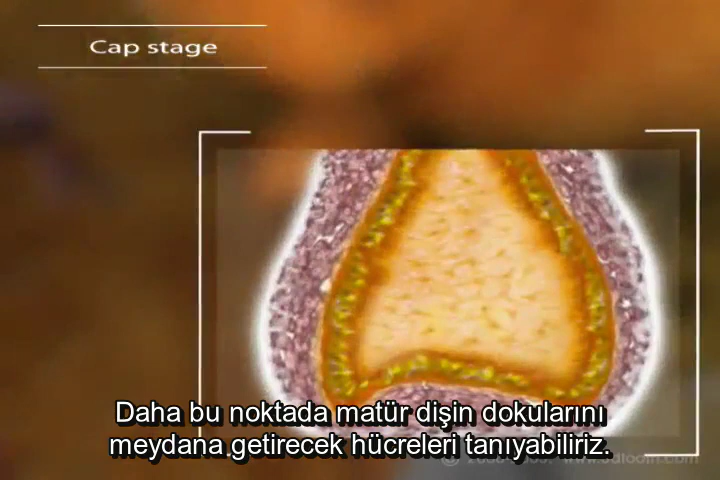 Cap stage
Daha bu noktada matür dişin dokularını
meydana getirecek hücreleri tanıyabiliriz.